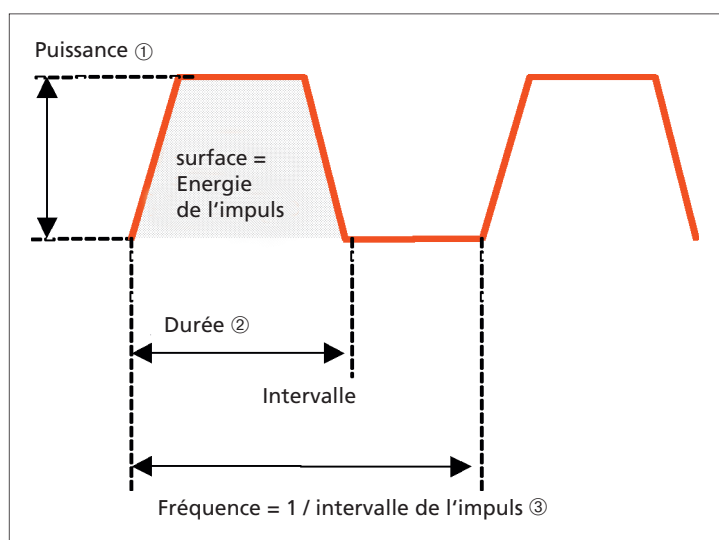 Puissance ①
surface =
Energie
de l'impuls
Durée ②
Intervalle
Fréquence = 1 / intervalle de l'impuls ③